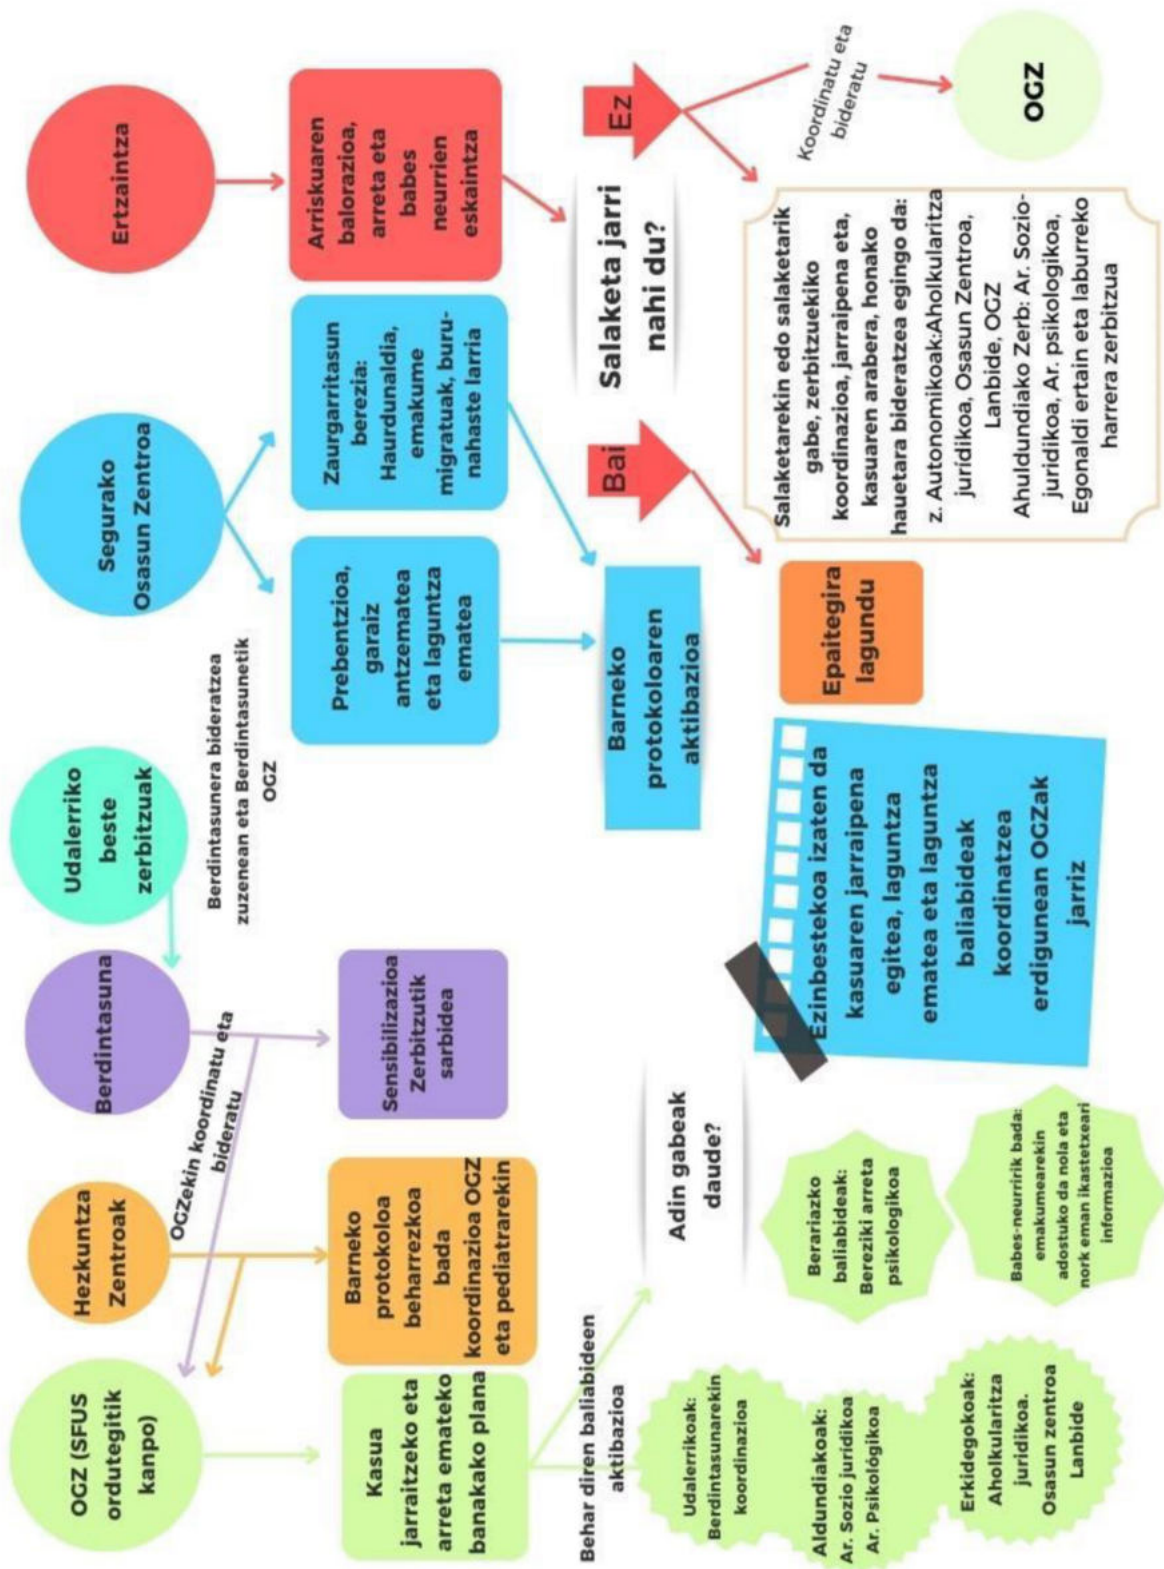 OGZ (SFUS
ordutegitik
kanpo)
Hezkuntza
Zentroak
Berdintasuna
Udalerriko
beste
zerbitzuak
Segurako
Osasun Zentroa
Ertzaintza
OGZekin koordinatu eta
bideratu
Berdintasunera bideratzea
zuzenean eta Berdintasunetik
OGZ
Kasua
jarraitzeko eta
arreta emateko
banakako plana
Barneko
protokoloa
beharrezkoa
bada
koordinazioa OGZ
eta pediatrarekin
Sensibilizazioa
Zerbitzutik
sarbidea
Prebentzioa,
garaiz
antzematea
eta laguntza
ematea
Zaurgarritasun
berezia:
Haurdunaldia,
emakume
migratuak, buru-
nahaste larria
Arriskuaren
balorazioa,
arreta eta
babes
neurrien
eskaintza
Behar diren baliabideen
aktibazioa
Adin gabeak
daude?
Barneko
protokoloaren
aktibazioa
Salaketa jarri
nahi du?
Bai
Ez
Koordinatu eta
bideratu
OGZ
Udalerrikoak:
Berdintasunarekin
koordinazioa
Aldundiakoak:
Ar. Sozio jurídikoa
Ar. Psikológikoa
Erkidegokoak:
Aholkularitza
juridikoa.
Osasun zentroa
Lanbide
Berariazko
baliabideak:
Bereziki arreta
psikologikoa
Babes-neurririk bada:
emakumearekin
adostuko da nola eta
nork eman ikastetxeari
informazioa
Ezinbestekoa izaten da
kasuaren jarraipena
egitea, laguntza
ematea eta laguntza
baliabideak
koordinatzea
erdigunean OGZak
jarriz
Epaitegira
lagundu
Salaketarekin edo salaketarik
gabe, zerbitzuekiko
koordinazioa, jarraipena eta,
kasuaren arabera, honako
hauetara bideratzea egingo da:
z. Autonomikoak:Aholkularitza
jurídikoa, Osasun Zentroa,
Lanbide, OGZ
Ahuldundiako Zerb: Ar. Sozio-
juridikoa, Ar. psikologikoa,
Egonaldi ertain eta laburreko
harrera zerbitzua